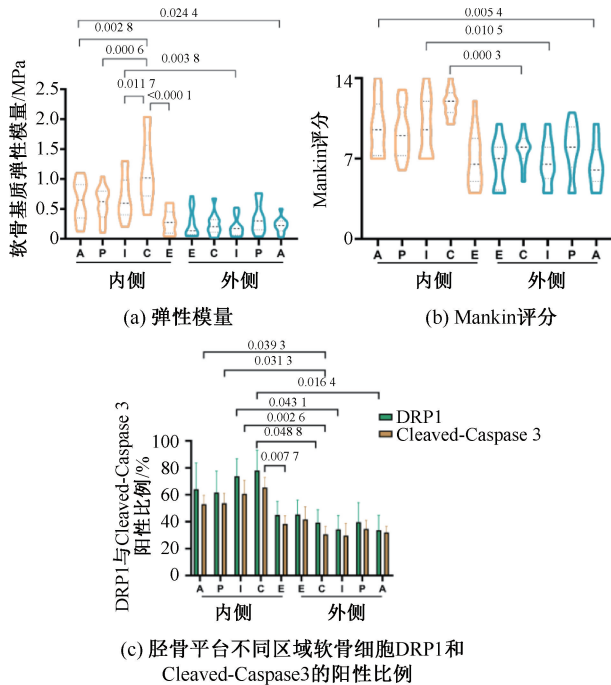 0.024 4
0.002 8
0.000 6
0.003 8
0.011 7
<0.000 1
软骨基质弹性模量/MPa
2.5
2.0
1.5
1.0
0.5
0
A P I C E E C I P A
内侧 外侧
(a) 弹性模量
0.005 4
0.010 5
0.000 3
Mankin评分
14
7
0
A P I C E E C I P A
内侧 外侧
(b) Mankin评分
0.039 3
0.031 3
0.016 4
0.043 1
0.002 6
0.048 8
0.007 7
DRP1
Cleaved-Caspase 3
DRP1与Cleaved-Caspase 3
阳性比例/%
100
80
60
40
20
0
A P I C E E C I P A
内侧 外侧
(c) 胫骨平台不同区域软骨细胞DRP1和
Cleaved-Caspase3的阳性比例